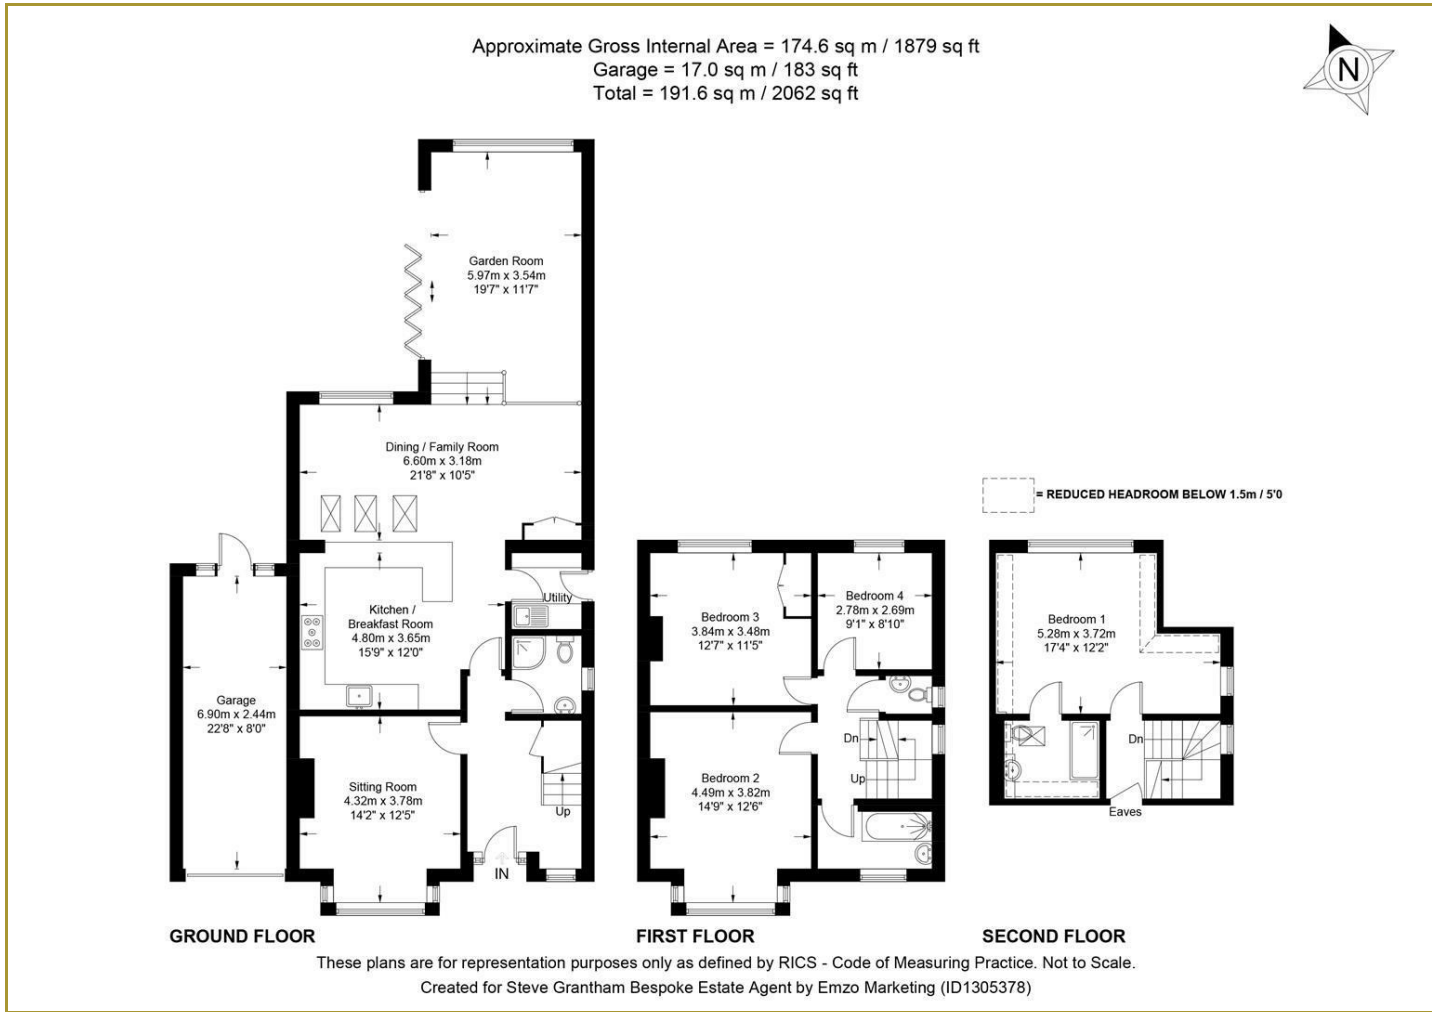 Approximate Gross Internal Area = 174.6 sq m / 1879 sq ft
Garage = 17.0 sq m / 183 sq ft
Total = 191.6 sq m / 2062 sq ft
N
Garden Room
5.97m x 3.54m
19'7" x 11'7"
Dining / Family Room
6.60m x 3.18m
21'8" x 10'5"
Utility
Kitchen /
Breakfast Room
4.80m x 3.65m
15'9" x 12'0"
Garage
6.90m x 2.44m
22'8" x 8'0"
Sitting Room
4.32m x 3.78m
14'2" x 12'5"
Up
IN
GROUND FLOOR
Bedroom 3
3.84m x 3.48m
12'7" x 11'5"
Bedroom 4
2.78m x 2.69m
9'1" x 8'10"
Dn
Up
Bedroom 2
4.49m x 3.82m
14'9" x 12'6"
FIRST FLOOR
= REDUCED HEADROOM BELOW 1.5m / 5'0
Bedroom 1
5.28m x 3.72m
17'4" x 12'2"
Dn
Eaves
SECOND FLOOR
These plans are for representation purposes only as defined by RICS - Code of Measuring Practice. Not to Scale.
Created for Steve Grantham Bespoke Estate Agent by Emzo Marketing (ID1305378)